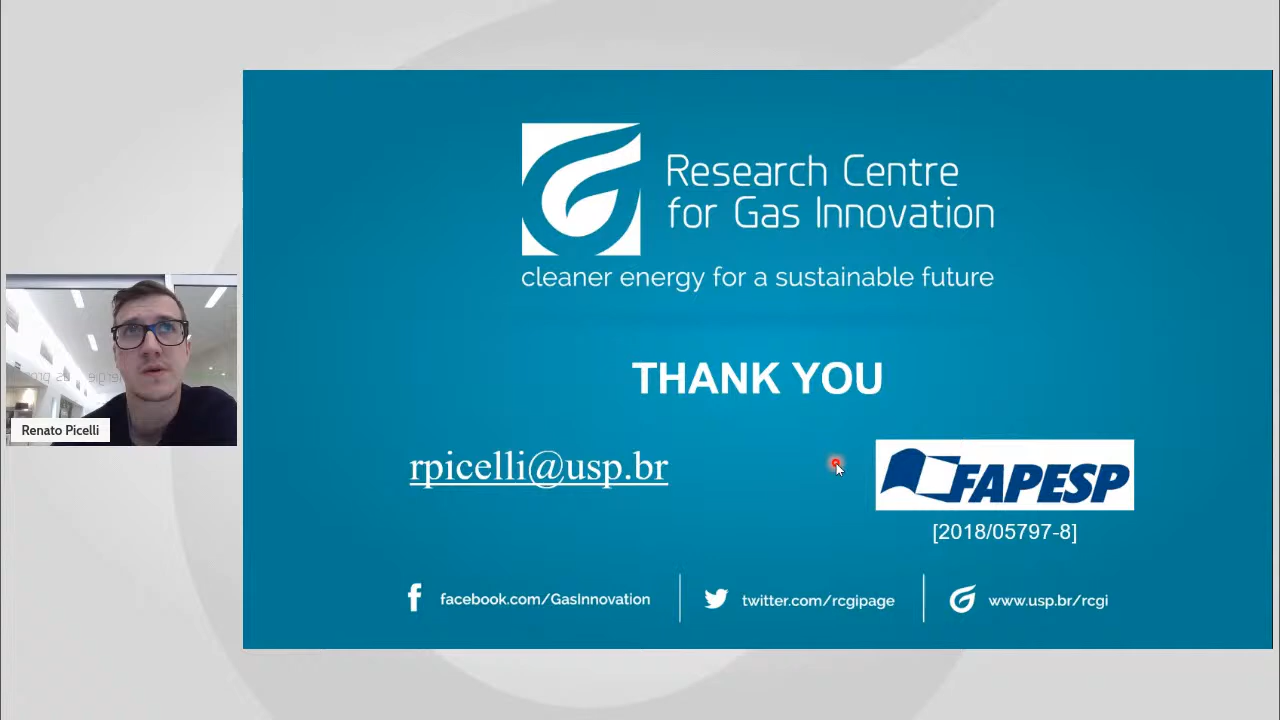 Research Centre
for Gas Innovation
cleaner energy for a sustainable future
THANK YOU
Renato Picelli
rpicelli@usp.br
FAPESP
[2018/05797-8]
facebook.com/GasInnovation
twitter.com/rcgipage
www.usp.br/rcgi